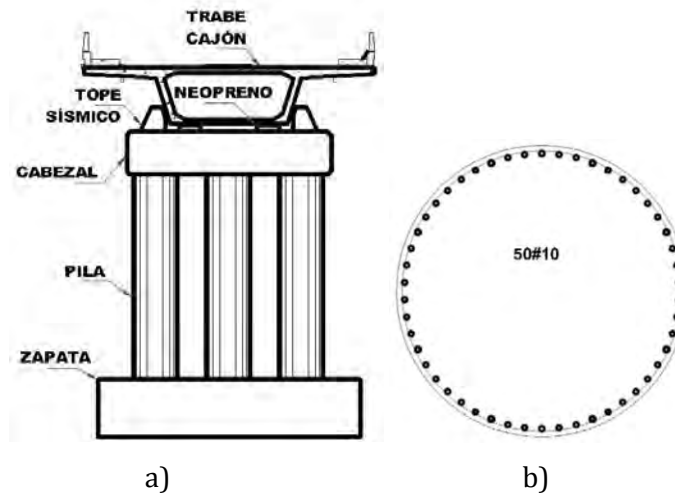 TRABE
CAJÓN
NEOPRENO
TOPE
SÍSMICO
CABEZAL
PILA
ZAPATA
50#10
a)
b)